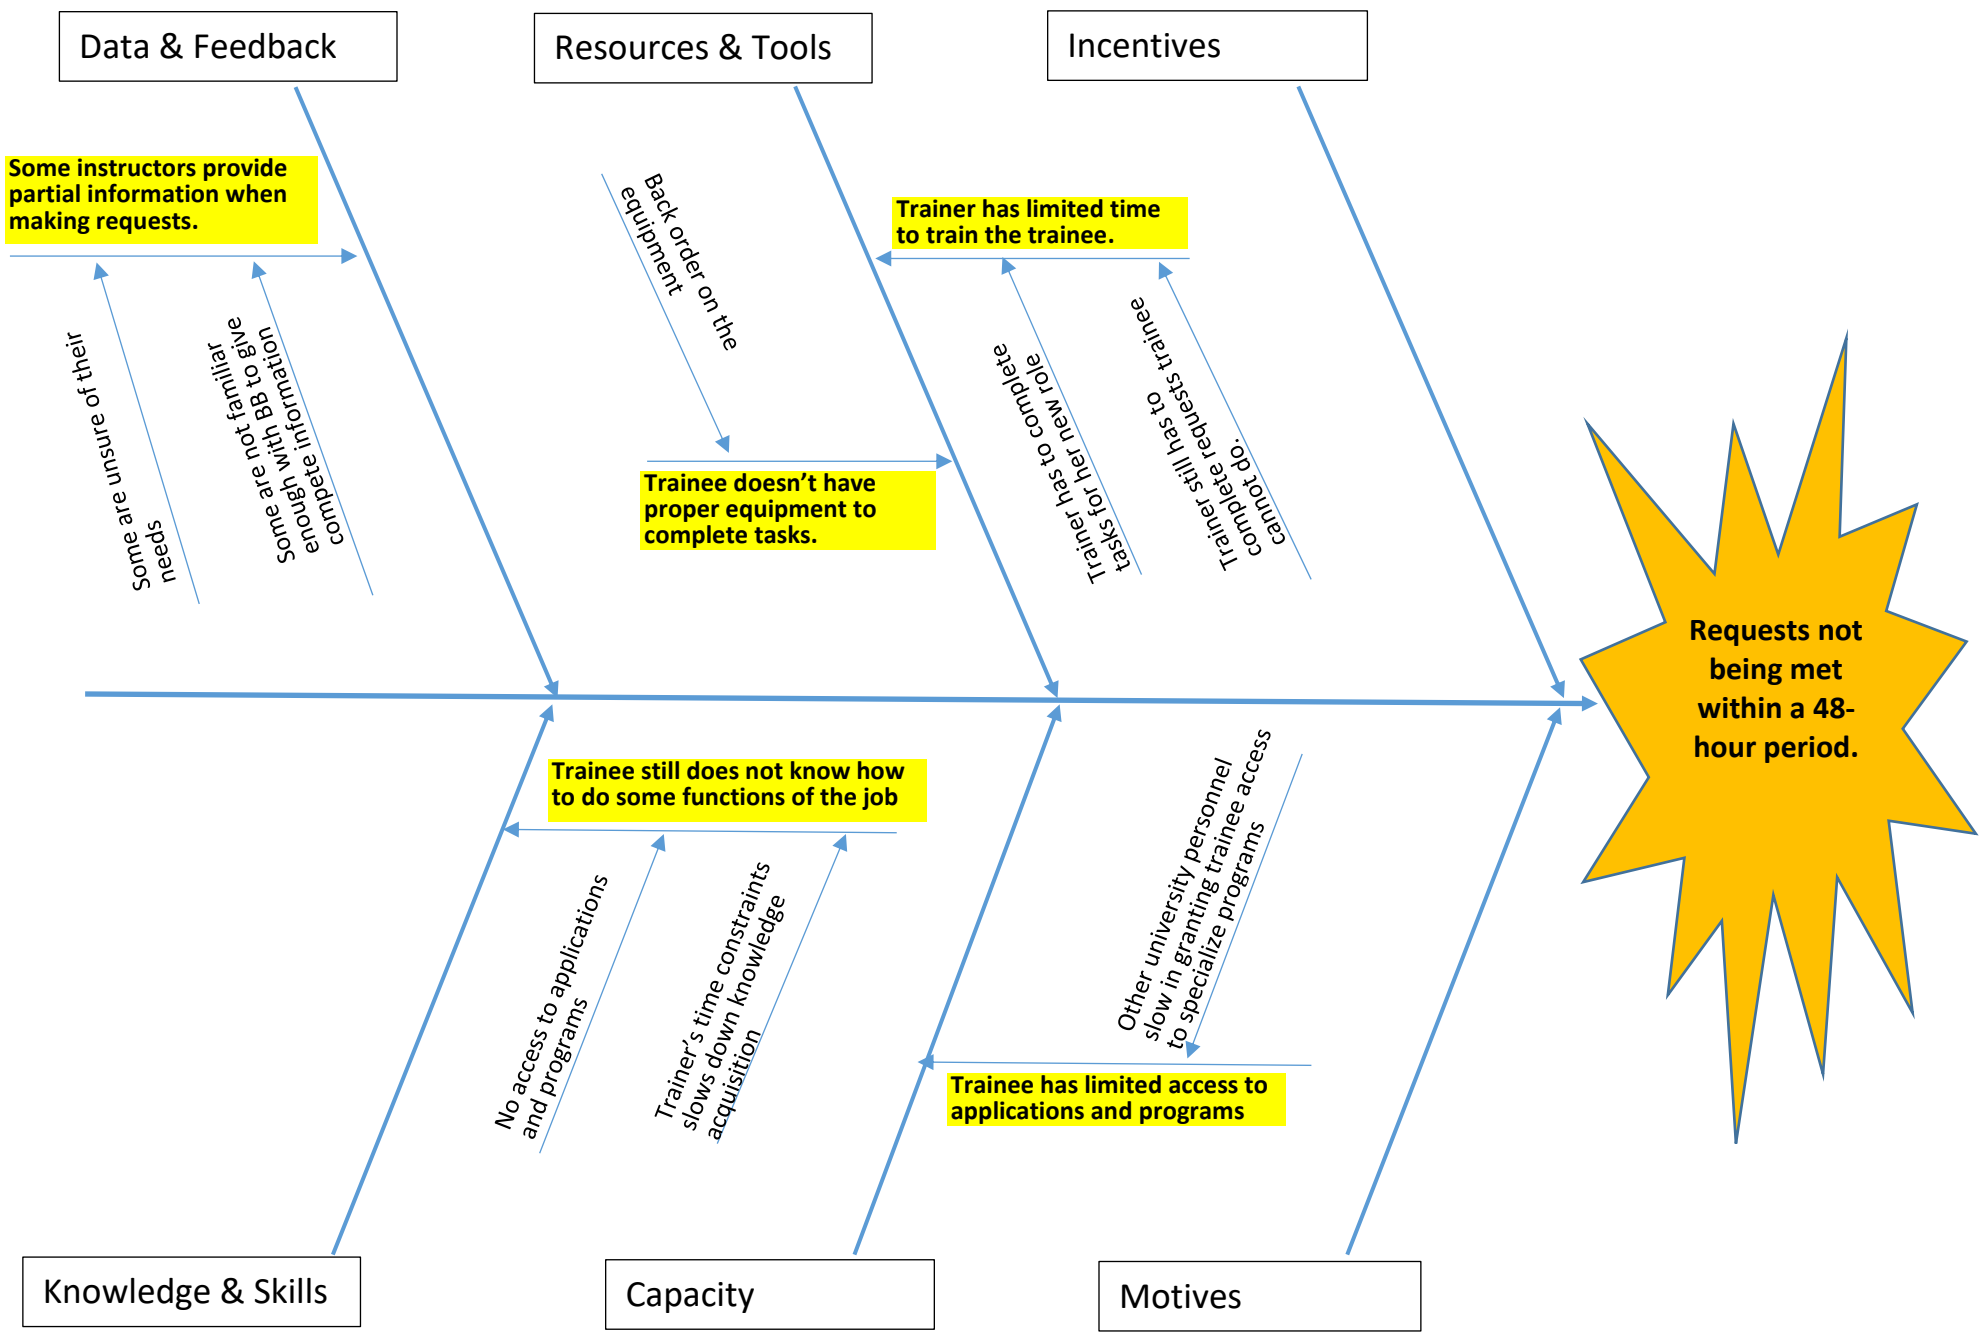 Data & Feedback
Resources & Tools
Incentives
Some instructors provide
partial information when
making requests.
Some are unsure of their
needs
Some are not familiar
enough with BB to give
compete information
Back order on the
equipment
Trainee doesn't have
proper equipment to
complete tasks.
Trainer has limited time
to train the trainee.
Trainer has to complete
tasks for her new role
Trainer still has to
complete requests trainee
cannot do.
Requests not
being met
within a 48-
hour period.
Trainee still does not know how
to do some functions of the job
No access to applications
and programs
Trainer's time constraints
slows down knowledge
acquisition
Other university personnel
slow in granting trainee access
to specialize programs
Trainee has limited access to
applications and programs
Knowledge & Skills
Capacity
Motives